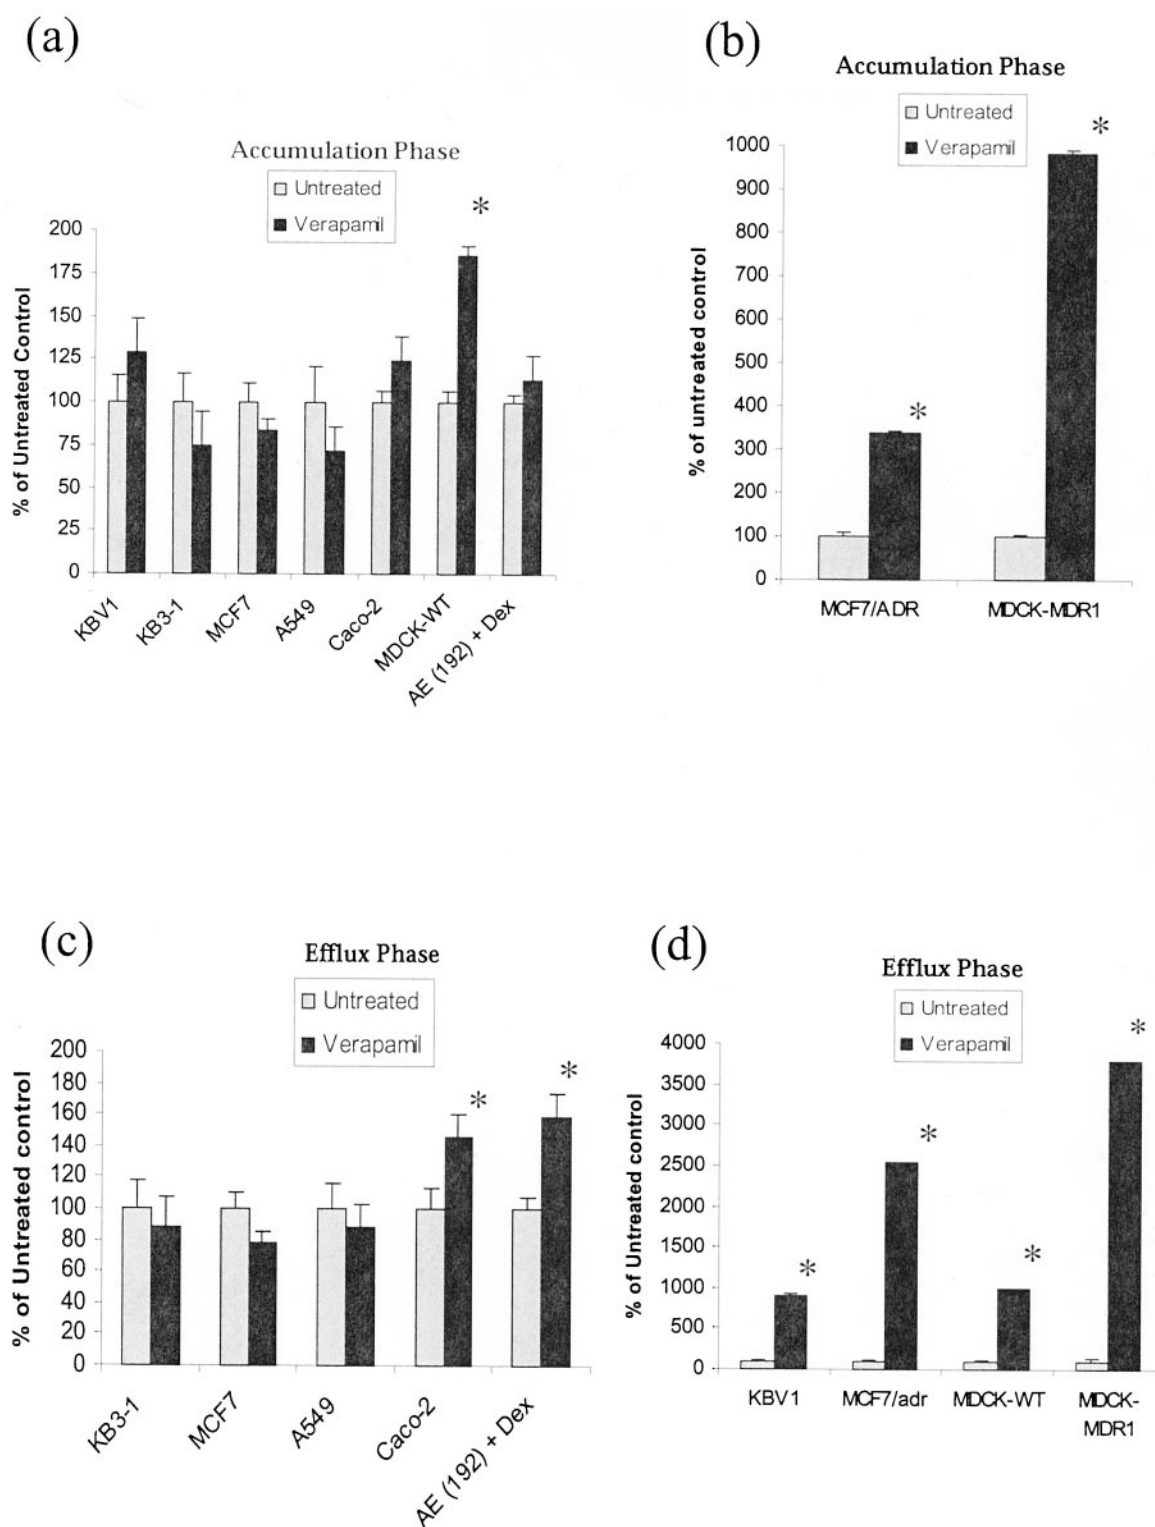 (a)
Accumulation Phase
Untreated
Verapamil
*
% of Untreated Control
200
175
150
125
100
75
50
25
0
KBV1
KB3-1
MCF7
A549
Caco-2
MDCK-WT
AE (192) + Dex
(b)
Accumulation Phase
Untreated
Verapamil
*
*
% of untreated control
1000
900
800
700
600
500
400
300
200
100
0
MCF7/ADR
MDCK-MDR1
(c)
Efflux Phase
Untreated
Verapamil
*
*
% of Untreated control
200
180
160
140
120
100
80
60
40
20
0
KB3-1
MCF7
A549
Caco-2
AE (192) + Dex
(d)
Efflux Phase
Untreated
Verapamil
*
*
*
*
% of Untreated control
4000
3500
3000
2500
2000
1500
1000
500
0
KBV1
MCF7/adr
MDCK-WT
MDCK-
MDR1